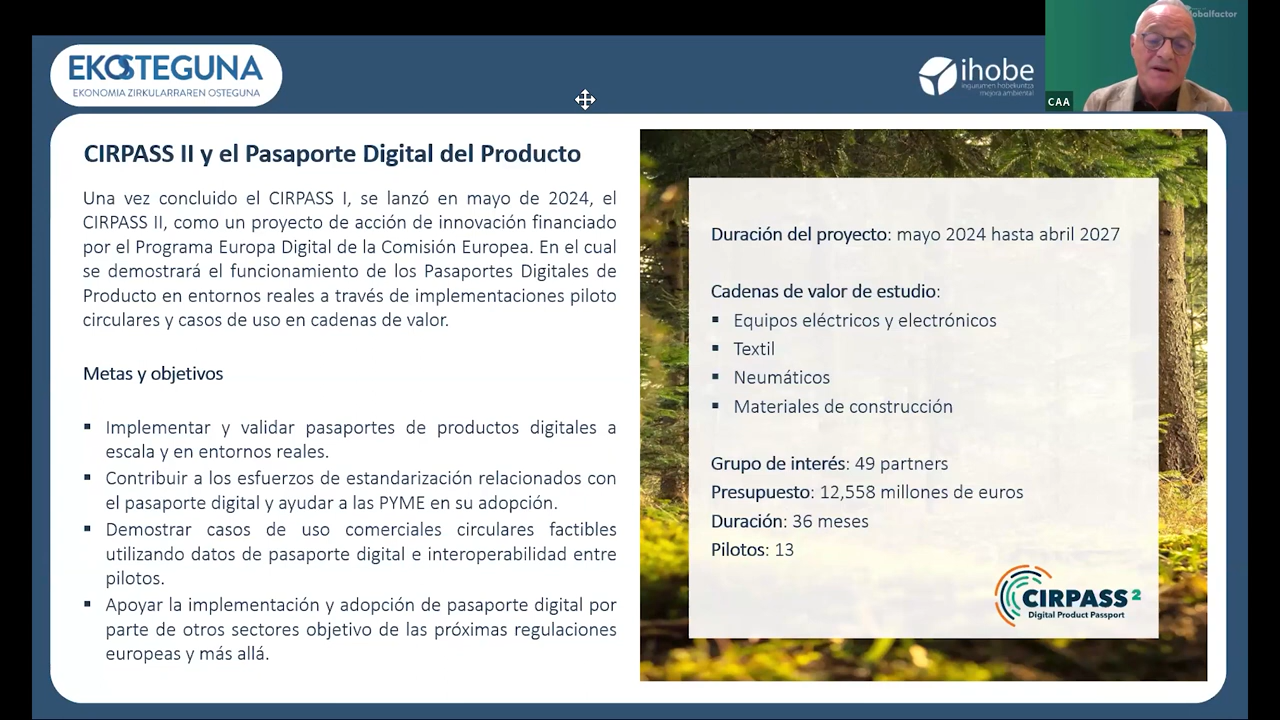 globalfactor
EKOSTEGUNA
EKONOMIA ZIRKULARRAREN OSTEGUNA
ihobe
ingurumen hobekuntza
mejora ambiental
CAA
CIRPASS II y el Pasaporte Digital del Producto
Una vez concluido el CIRPASS I, se lanzó en mayo de 2024, el
CIRPASS II, como un proyecto de acción de innovación financiado
por el Programa Europa Digital de la Comisión Europea. En el cual
se demostrará el funcionamiento de los Pasaportes Digitales de
Producto en entornos reales a través de implementaciones piloto
circulares y casos de uso en cadenas de valor.
Metas y objetivos
▪ Implementar y validar pasaportes de productos digitales a
escala y en entornos reales.
▪ Contribuir a los esfuerzos de estandarización relacionados con
el pasaporte digital y ayudar a las PYME en su adopción.
▪ Demostrar casos de uso comerciales circulares factibles
utilizando datos de pasaporte digital e interoperabilidad entre
pilotos.
▪ Apoyar la implementación y adopción de pasaporte digital por
parte de otros sectores objetivo de las próximas regulaciones
europeas y más allá.
Duración del proyecto: mayo 2024 hasta abril 2027
Cadenas de valor de estudio:
▪ Equipos eléctricos y electrónicos
▪ Textil
▪ Neumáticos
▪ Materiales de construcción
Grupo de interés: 49 partners
Presupuesto: 12,558 millones de euros
Duración: 36 meses
Pilotos: 13
CIRPASS 2
Digital Product Passport